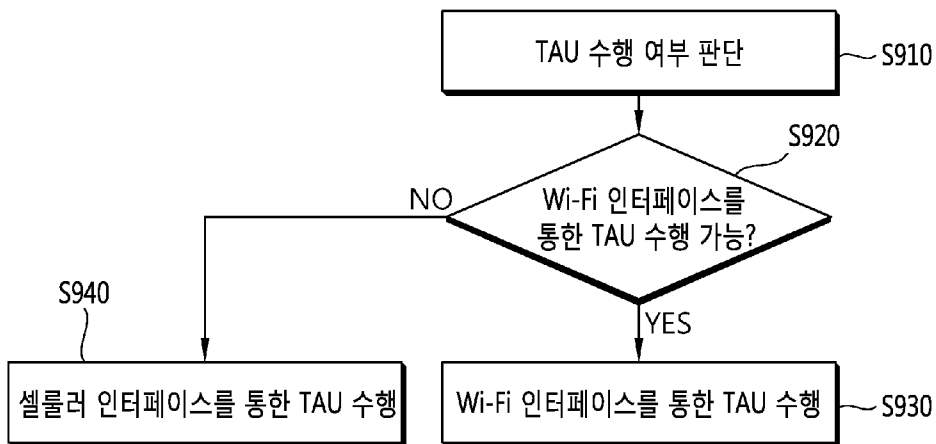 TAU 수행 여부 판단
S910
S920
Wi-Fi 인터페이스를
통한 TAU 수행 가능?
NO
YES
S940
셀룰러 인터페이스를 통한 TAU 수행
Wi-Fi 인터페이스를 통한 TAU 수행
S930